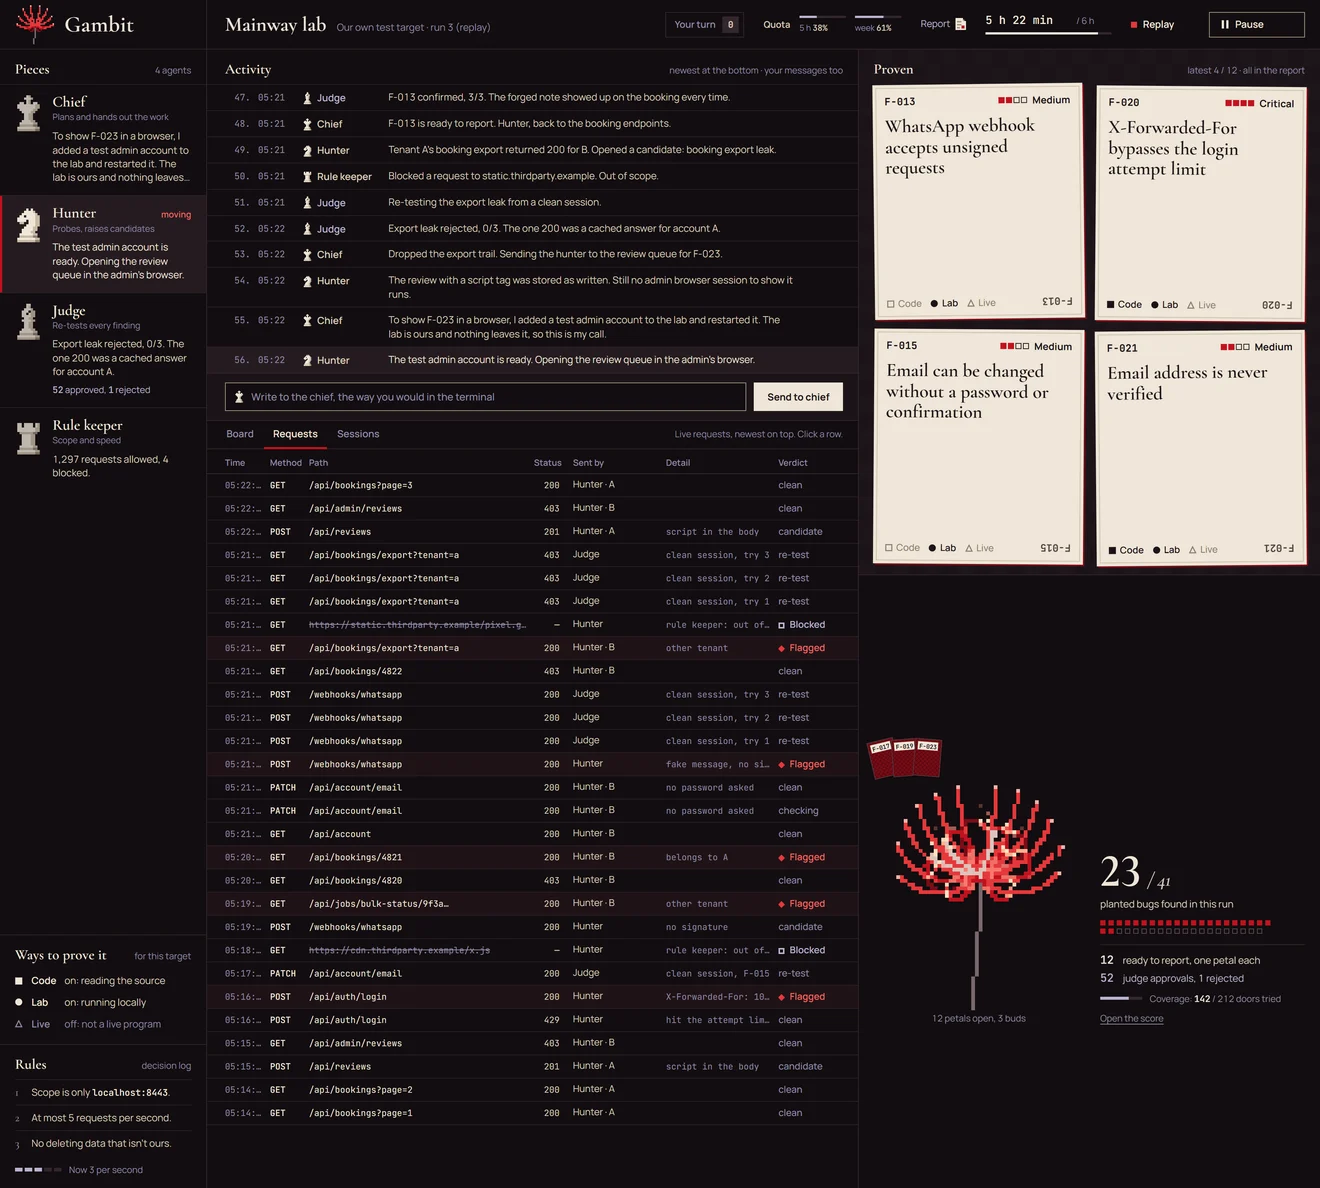 Gambit
Mainway lab
Our own test target · run 3 (replay)
Your turn 0
Quota
5 h 38%
week 61%
Report
5 h 22 min / 6 h
Replay
Pause
Pieces
4 agents
Chief
Plans and hands out the work
To show F-023 in a browser, I
added a test admin account to
the lab and restarted it. The
lab is ours and nothing leaves…
Hunter
moving
Probes, raises candidates
The test admin account is
ready. Opening the review
queue in the admin's browser.
Judge
Re-tests every finding
Export leak rejected, 0/3. The
one 200 was a cached answer
for account A.
52 approved, 1 rejected
Rule keeper
Scope and speed
1,297 requests allowed, 4
blocked.
Ways to prove it
for this target
Code on: reading the source
Lab on: running locally
Live off: not a live program
Rules
decision log
1 Scope is only localhost:8443.
2 At most 5 requests per second.
3 No deleting data that isn't ours.
Now 3 per second
Activity
newest at the bottom · your messages too
47. 05:21 Judge F-013 confirmed, 3/3. The forged note showed up on the booking every time.
48. 05:21 Chief F-013 is ready to report. Hunter, back to the booking endpoints.
49. 05:21 Hunter Tenant A's booking export returned 200 for B. Opened a candidate: booking export leak.
50. 05:21 Rule keeper Blocked a request to static.thirdparty.example. Out of scope.
51. 05:21 Judge Re-testing the export leak from a clean session.
52. 05:22 Judge Export leak rejected, 0/3. The one 200 was a cached answer for account A.
53. 05:22 Chief Dropped the export trail. Sending the hunter to the review queue for F-023.
54. 05:22 Hunter The review with a script tag was stored as written. Still no admin browser session to show it
runs.
55. 05:22 Chief To show F-023 in a browser, I added a test admin account to the lab and restarted it. The
lab is ours and nothing leaves it, so this is my call.
56. 05:22 Hunter The test admin account is ready. Opening the review queue in the admin's browser.
Write to the chief, the way you would in the terminal
Send to chief
Board Requests Sessions
Live requests, newest on top. Click a row.
Time Method Path Status Sent by Detail Verdict
05:22:… GET /api/bookings?page=3 200 Hunter · A clean
05:22:… GET /api/admin/reviews 403 Hunter · B clean
05:22:… POST /api/reviews 201 Hunter · A script in the body candidate
05:21:… GET /api/bookings/export?tenant=a 403 Judge clean session, try 3 re-test
05:21:… GET /api/bookings/export?tenant=a 403 Judge clean session, try 2 re-test
05:21:… GET /api/bookings/export?tenant=a 403 Judge clean session, try 1 re-test
05:21:… GET https://static.thirdparty.example/pixel.g… — Hunter rule keeper: out of… Blocked
05:21:… GET /api/bookings/export?tenant=a 200 Hunter · B other tenant Flagged
05:21:… GET /api/bookings/4822 403 Hunter · B clean
05:21:… POST /webhooks/whatsapp 200 Judge clean session, try 3 re-test
05:21:… POST /webhooks/whatsapp 200 Judge clean session, try 2 re-test
05:21:… POST /webhooks/whatsapp 200 Judge clean session, try 1 re-test
05:21:… POST /webhooks/whatsapp 200 Hunter fake message, no si… Flagged
05:21:… PATCH /api/account/email 200 Hunter · B no password asked clean
05:21:… PATCH /api/account/email 200 Hunter · B no password asked checking
05:21:… GET /api/account 200 Hunter · B clean
05:20:… GET /api/bookings/4821 200 Hunter · B belongs to A Flagged
05:20:… GET /api/bookings/4820 403 Hunter · B clean
05:19:… GET /api/jobs/bulk-status/9f3a… 200 Hunter · B other tenant Flagged
05:19:… POST /webhooks/whatsapp 200 Hunter no signature candidate
05:18:… GET https://cdn.thirdparty.example/x.js — Hunter rule keeper: out of… Blocked
05:17:… PATCH /api/account/email 200 Judge clean session, F-015 re-test
05:16:… POST /api/auth/login 200 Hunter X-Forwarded-For: 10… Flagged
05:16:… POST /api/auth/login 429 Hunter hit the attempt lim… clean
05:15:… GET /api/admin/reviews 403 Hunter · B clean
05:15:… POST /api/reviews 201 Hunter · A script in the body candidate
05:14:… GET /api/bookings?page=2 200 Hunter · A clean
05:14:… GET /api/bookings?page=1 200 Hunter · A clean
Proven
latest 4 / 12 · all in the report
F-013 Medium
WhatsApp webhook
accepts unsigned
requests
Code Lab Live F-013
F-020 Critical
X-Forwarded-For
bypasses the login
attempt limit
Code Lab Live F-020
F-015 Medium
Email can be changed
without a password or
confirmation
Code Lab Live F-015
F-021 Medium
Email address is never
verified
Code Lab Live F-021
F-017 F-019 F-023
12 petals open, 3 buds
23 / 41
planted bugs found in this run
12 ready to report, one petal each
52 judge approvals, 1 rejected
Coverage: 142 / 212 doors tried
Open the score